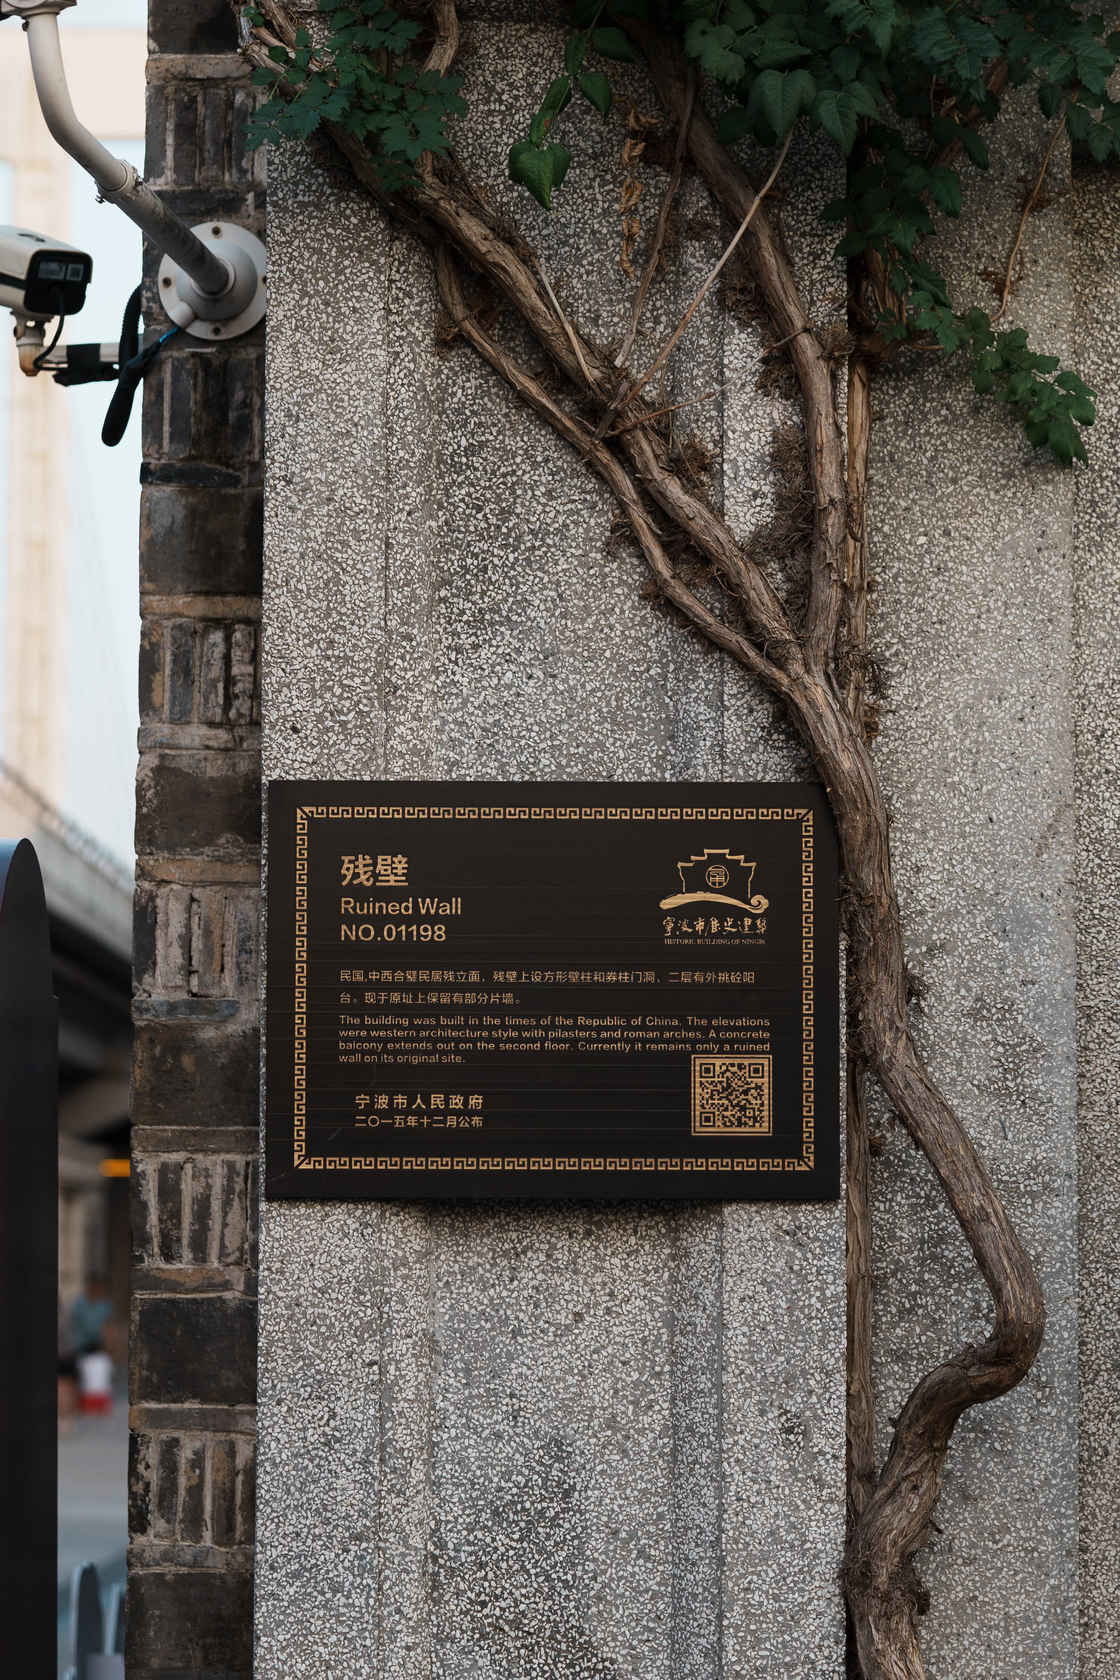 残壁
Ruined Wall
NO.01198
寧波市歷史建築
HISTORIC BUILDING OF NINGBO
民国,中西合璧民居残立面，残壁上设方形壁柱和券柱门洞，二层有外挑砼阳
台。现于原址上保留有部分片墙。
The building was built in the times of the Republic of China. The elevations
were western architecture style with pilasters and roman arches. A concrete
balcony extends out on the second floor. Currently it remains only a ruined
wall on its original site.
宁波市人民政府
二〇一五年十二月公布